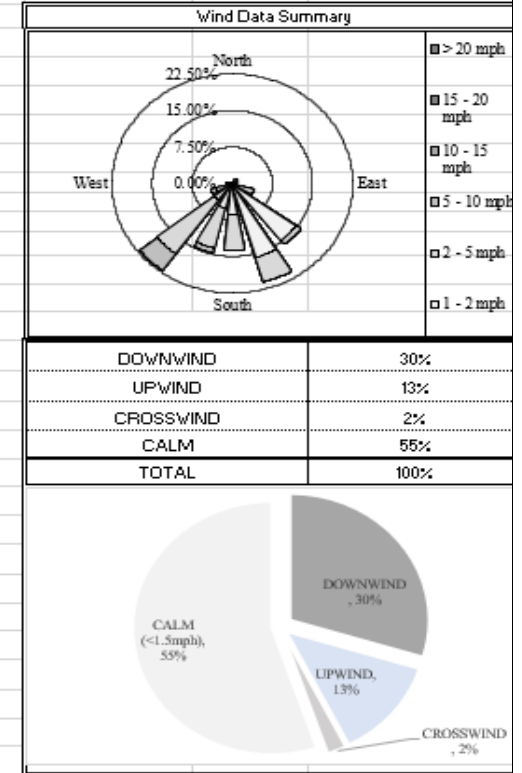 Wind Data Summary
North
22.50%
15.00%
7.50%
0.00%
West
East
South
> 20 mph
15 - 20
mph
10 - 15
mph
5 - 10 mph
2 - 5 mph
1 - 2 mph
DOWNWIND 30%
UPWIND 13%
CROSSWIND 2%
CALM 55%
TOTAL 100%
DOWNWIND
, 30%
CALM
(<1.5mph),
55%
UPWIND,
13%
CROSSWIND
, 2%